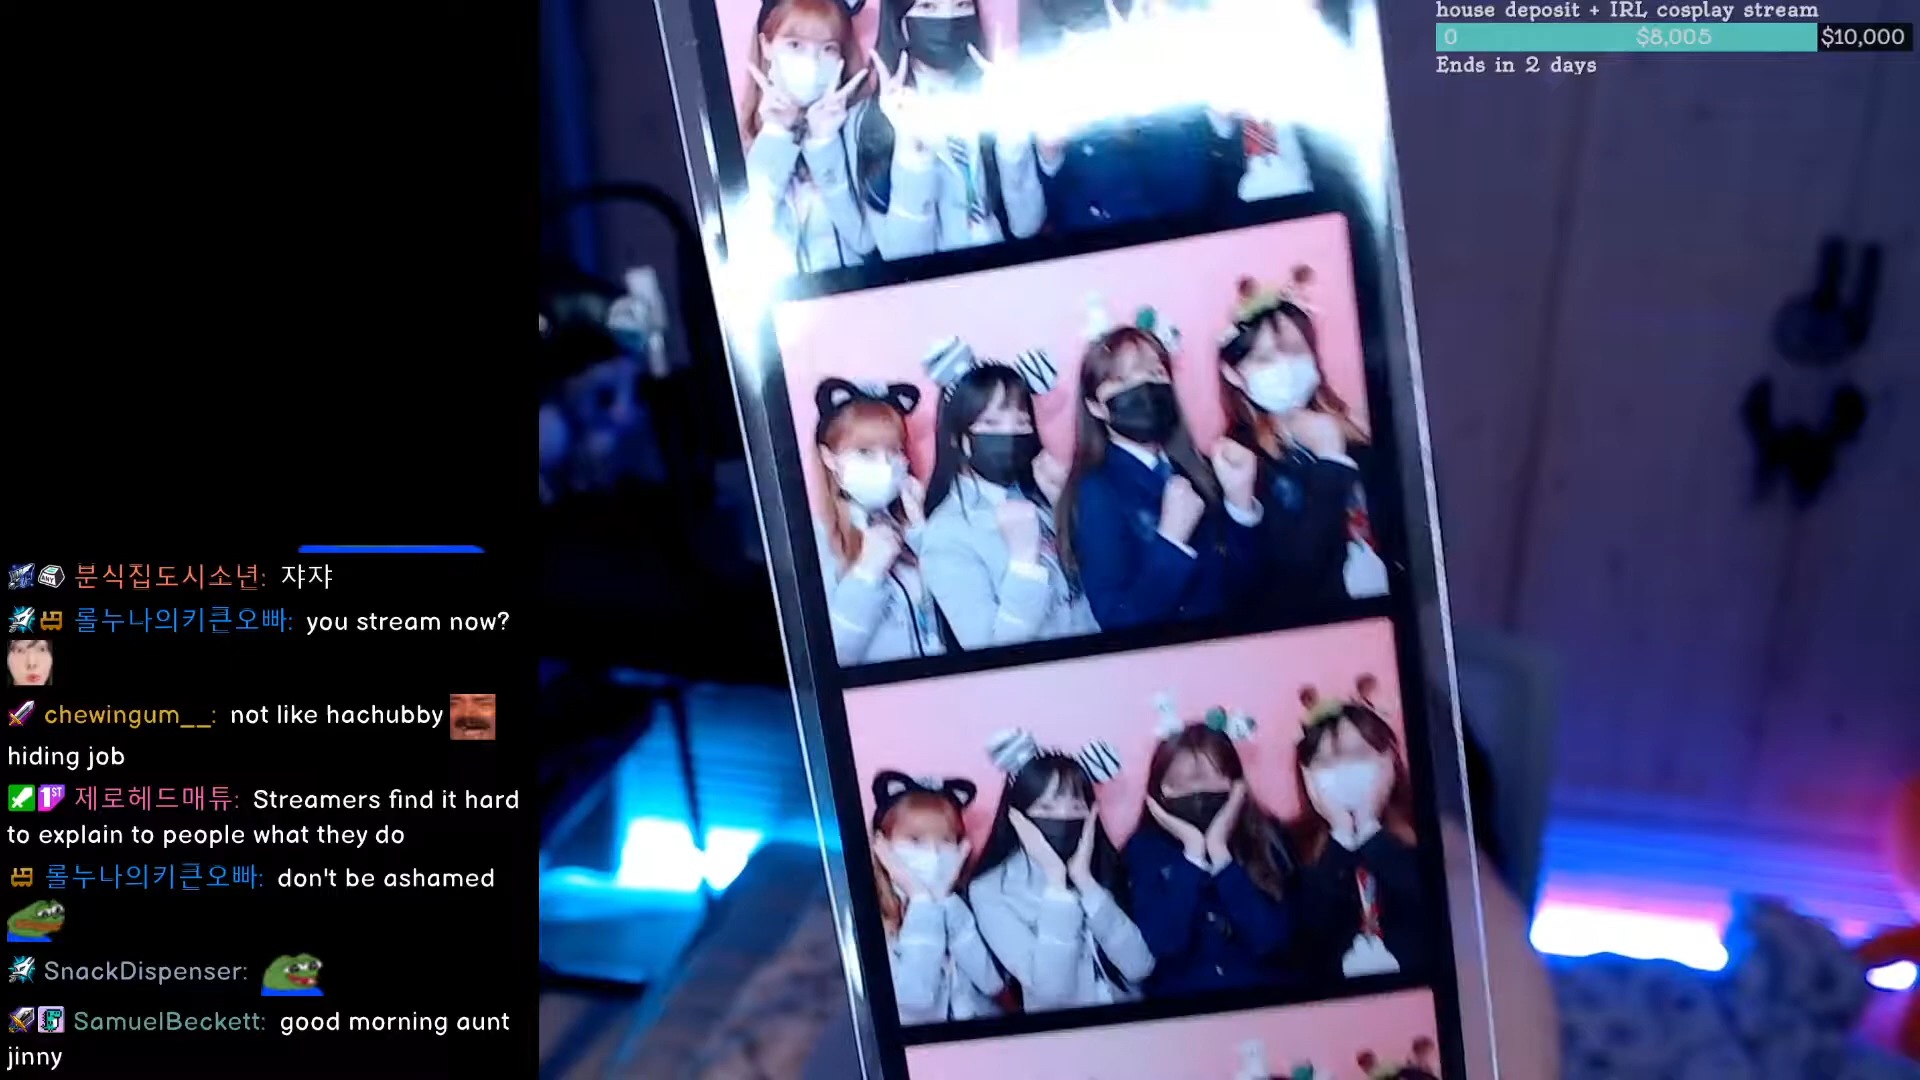 house deposit + IRL cosplay stream
0 $8,005 $10,000
Ends in 2 days
분식집도시소년: 쟈쟈
롤누나의키큰오빠: you stream now?
chewingum__: not like hachubby
hiding job
제로헤드매튜: Streamers find it hard
to explain to people what they do
롤누나의키큰오빠: don't be ashamed
SnackDispenser:
SamuelBeckett: good morning aunt
jinny